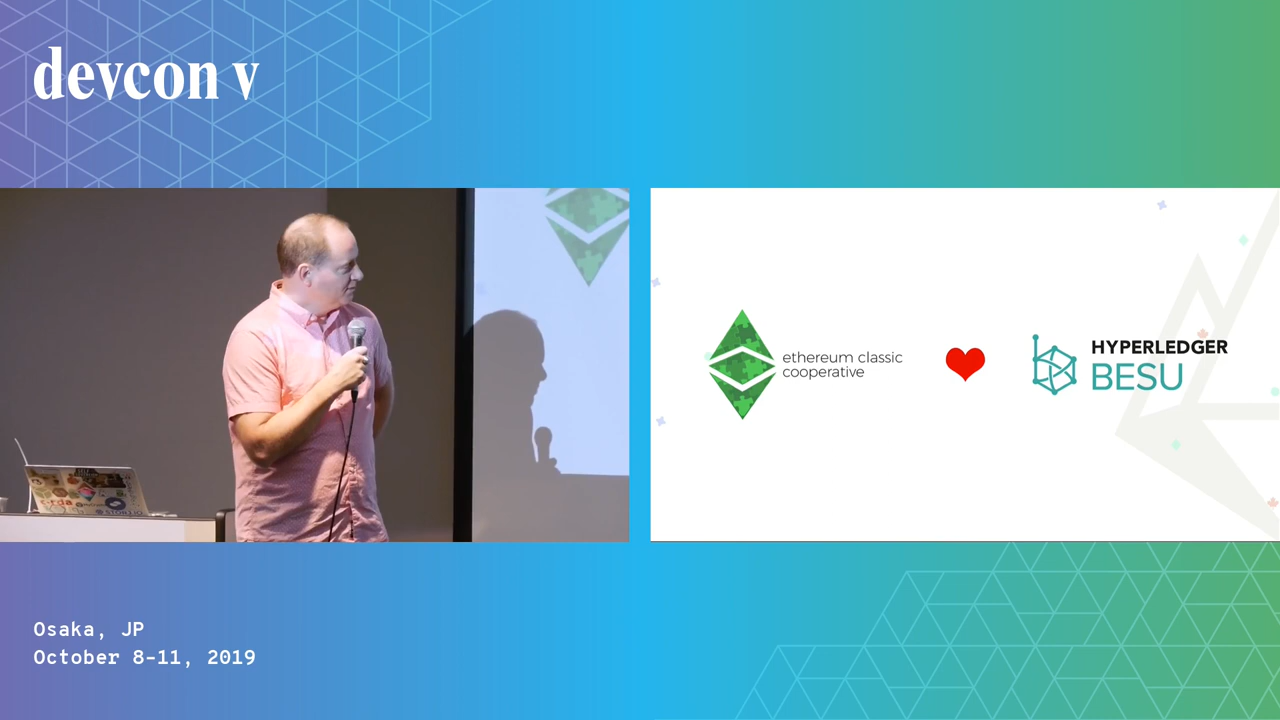 devcon v
ethereum classic
cooperative
HYPERLEDGER
BESU
Osaka, JP
October 8-11, 2019